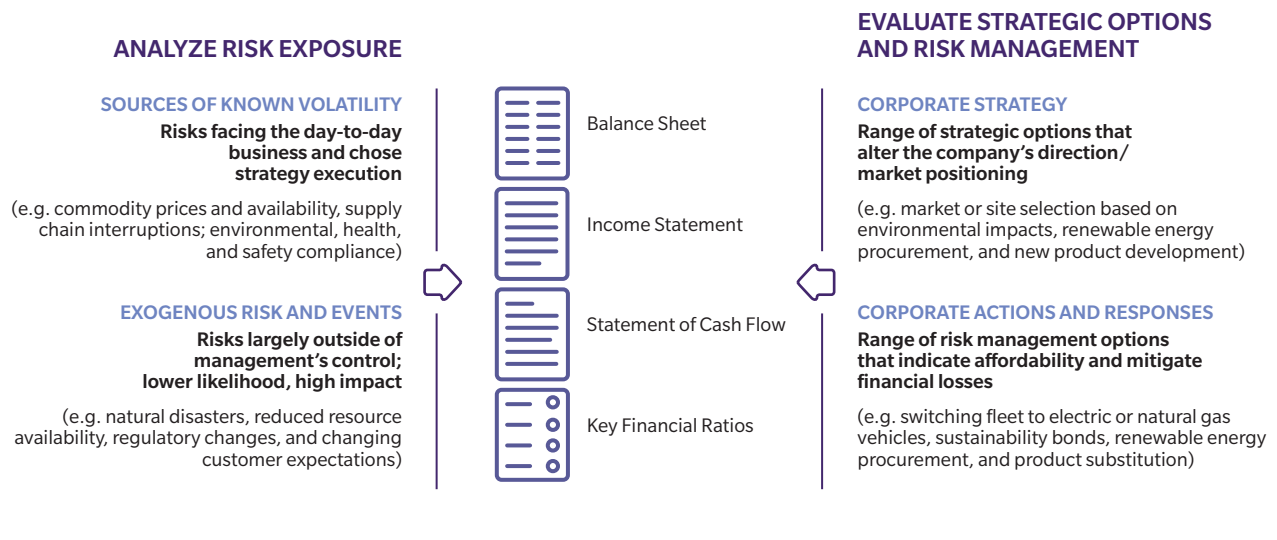 ANALYZE RISK EXPOSURE
SOURCES OF KNOWN VOLATILITY
Risks facing the day-to-day
business and chose
strategy execution
(e.g. commodity prices and availability, supply
chain interruptions; environmental, health,
and safety compliance)
EXOGENOUS RISK AND EVENTS
Risks largely outside of
management's control;
lower likelihood, high impact
(e.g. natural disasters, reduced resource
availability, regulatory changes, and changing
customer expectations)
Balance Sheet
Income Statement
Statement of Cash Flow
Key Financial Ratios
EVALUATE STRATEGIC OPTIONS
AND RISK MANAGEMENT
CORPORATE STRATEGY
Range of strategic options that
alter the company's direction/
market positioning
(e.g. market or site selection based on
environmental impacts, renewable energy
procurement, and new product development)
CORPORATE ACTIONS AND RESPONSES
Range of risk management options
that indicate affordability and mitigate
financial losses
(e.g. switching fleet to electric or natural gas
vehicles, sustainability bonds, renewable energy
procurement, and product substitution)